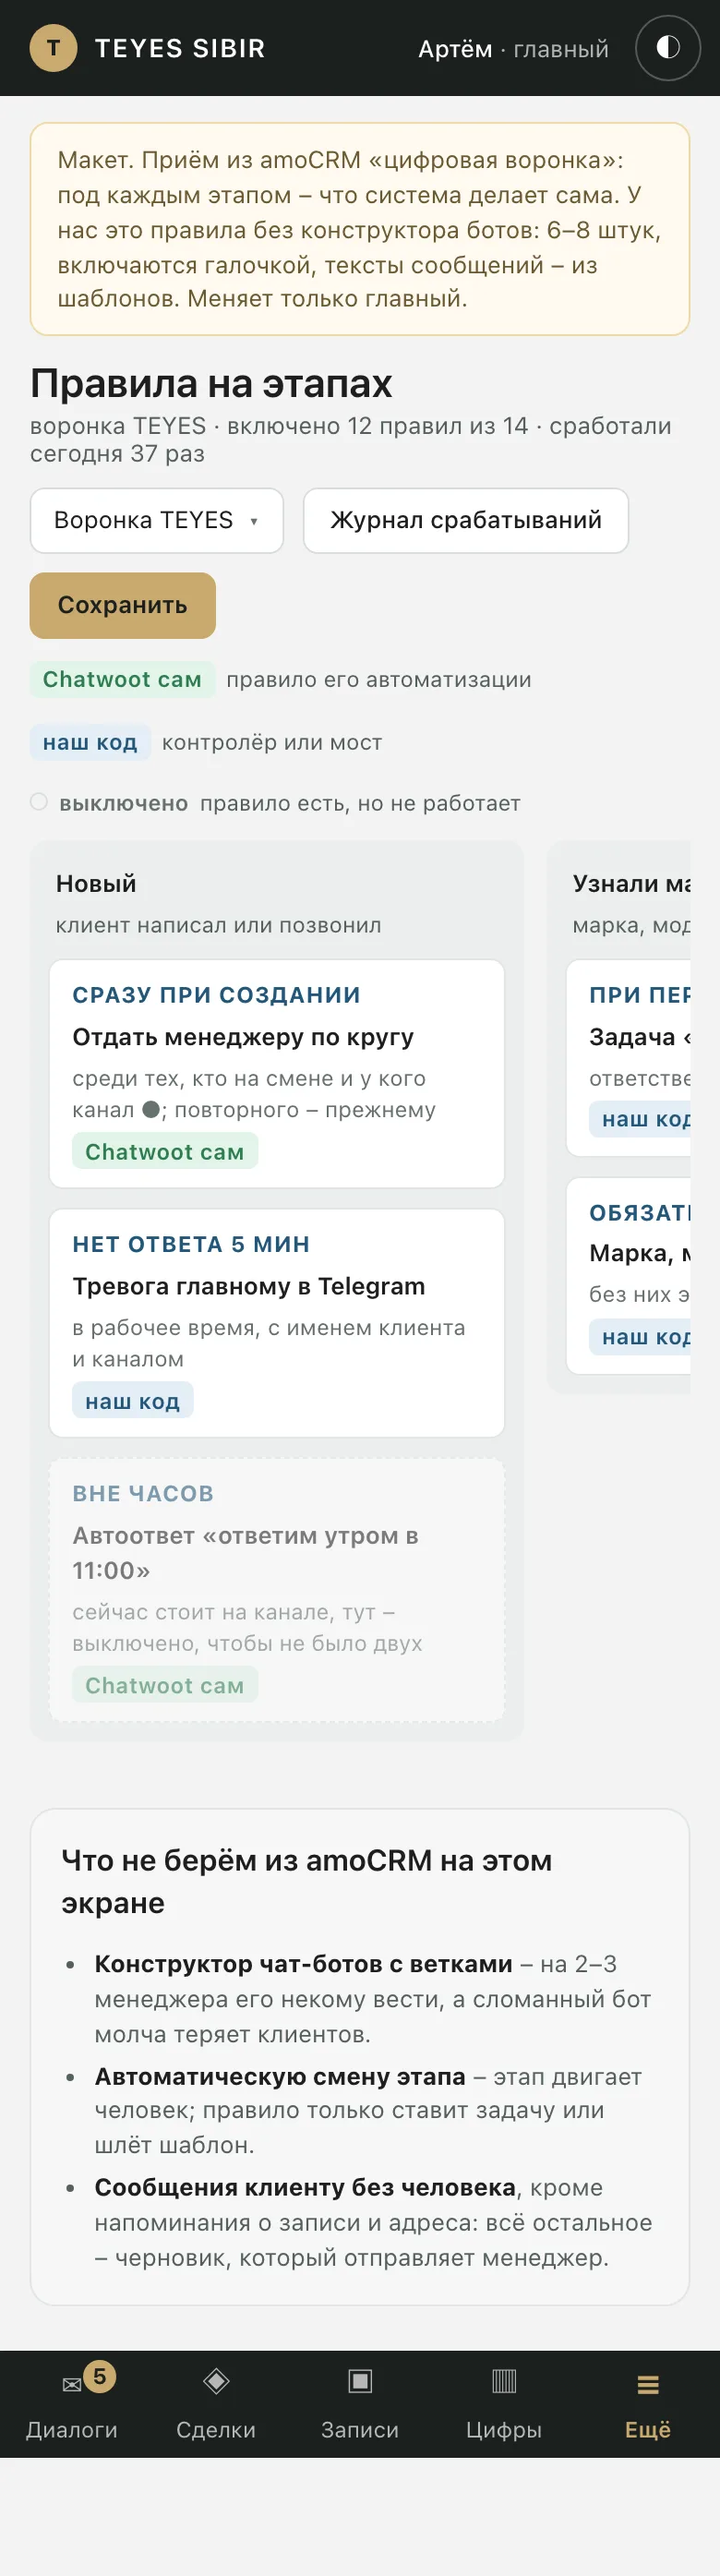 T TEYES SIBIR Артём · главный
Макет. Приём из amoCRM «цифровая воронка»:
под каждым этапом – что система делает сама. У
нас это правила без конструктора ботов: 6–8 штук,
включаются галочкой, тексты сообщений – из
шаблонов. Меняет только главный.
Правила на этапах
воронка TEYES · включено 12 правил из 14 · сработали
сегодня 37 раз
Воронка TEYES ▾ Журнал срабатываний
Сохранить
Chatwoot сам правило его автоматизации
наш код контролёр или мост
выключено правило есть, но не работает
Новый
клиент написал или позвонил
СРАЗУ ПРИ СОЗДАНИИ
Отдать менеджеру по кругу
среди тех, кто на смене и у кого
канал ●; повторного – прежнему
Chatwoot сам
НЕТ ОТВЕТА 5 МИН
Тревога главному в Telegram
в рабочее время, с именем клиента
и каналом
наш код
ВНЕ ЧАСОВ
Автоответ «ответим утром в
11:00»
сейчас стоит на канале, тут –
выключено, чтобы не было двух
Chatwoot сам
Узнали
марка,
ПРИ
Задача
наш код
Марка,
без них
наш код
Что не берём из amoCRM на этом
экране
• Конструктор чат-ботов с ветками – на 2–3
менеджера его некому вести, а сломанный бот
молча теряет клиентов.
• Автоматическую смену этапа – этап двигает
человек; правило только ставит задачу или
шлёт шаблон.
• Сообщения клиенту без человека, кроме
напоминания о записи и адреса: всё остальное
– черновик, который отправляет менеджер.
5
Диалоги Сделки Записи Цифры Ещё